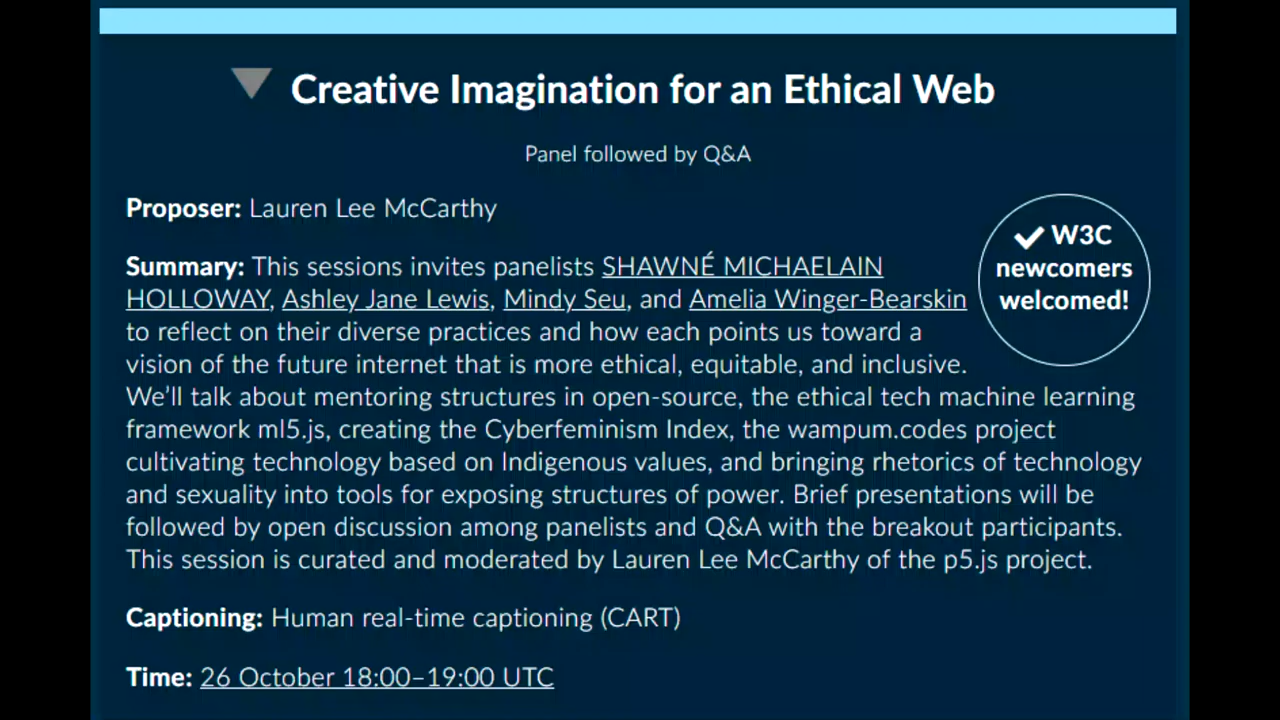 Creative Imagination for an Ethical Web
Panel followed by Q&A
Proposer: Lauren Lee McCarthy
✔ W3C
newcomers
welcomed!
Summary: This sessions invites panelists SHAWNÉ MICHAELAIN
HOLLOWAY, Ashley Jane Lewis, Mindy Seu, and Amelia Winger-Bearskin
to reflect on their diverse practices and how each points us toward a
vision of the future internet that is more ethical, equitable, and inclusive.
We’ll talk about mentoring structures in open-source, the ethical tech machine learning
framework ml5.js, creating the Cyberfeminism Index, the wampum.codes project
cultivating technology based on Indigenous values, and bringing rhetorics of technology
and sexuality into tools for exposing structures of power. Brief presentations will be
followed by open discussion among panelists and Q&A with the breakout participants.
This session is curated and moderated by Lauren Lee McCarthy of the p5.js project.
Captioning: Human real-time captioning (CART)
Time: 26 October 18:00–19:00 UTC